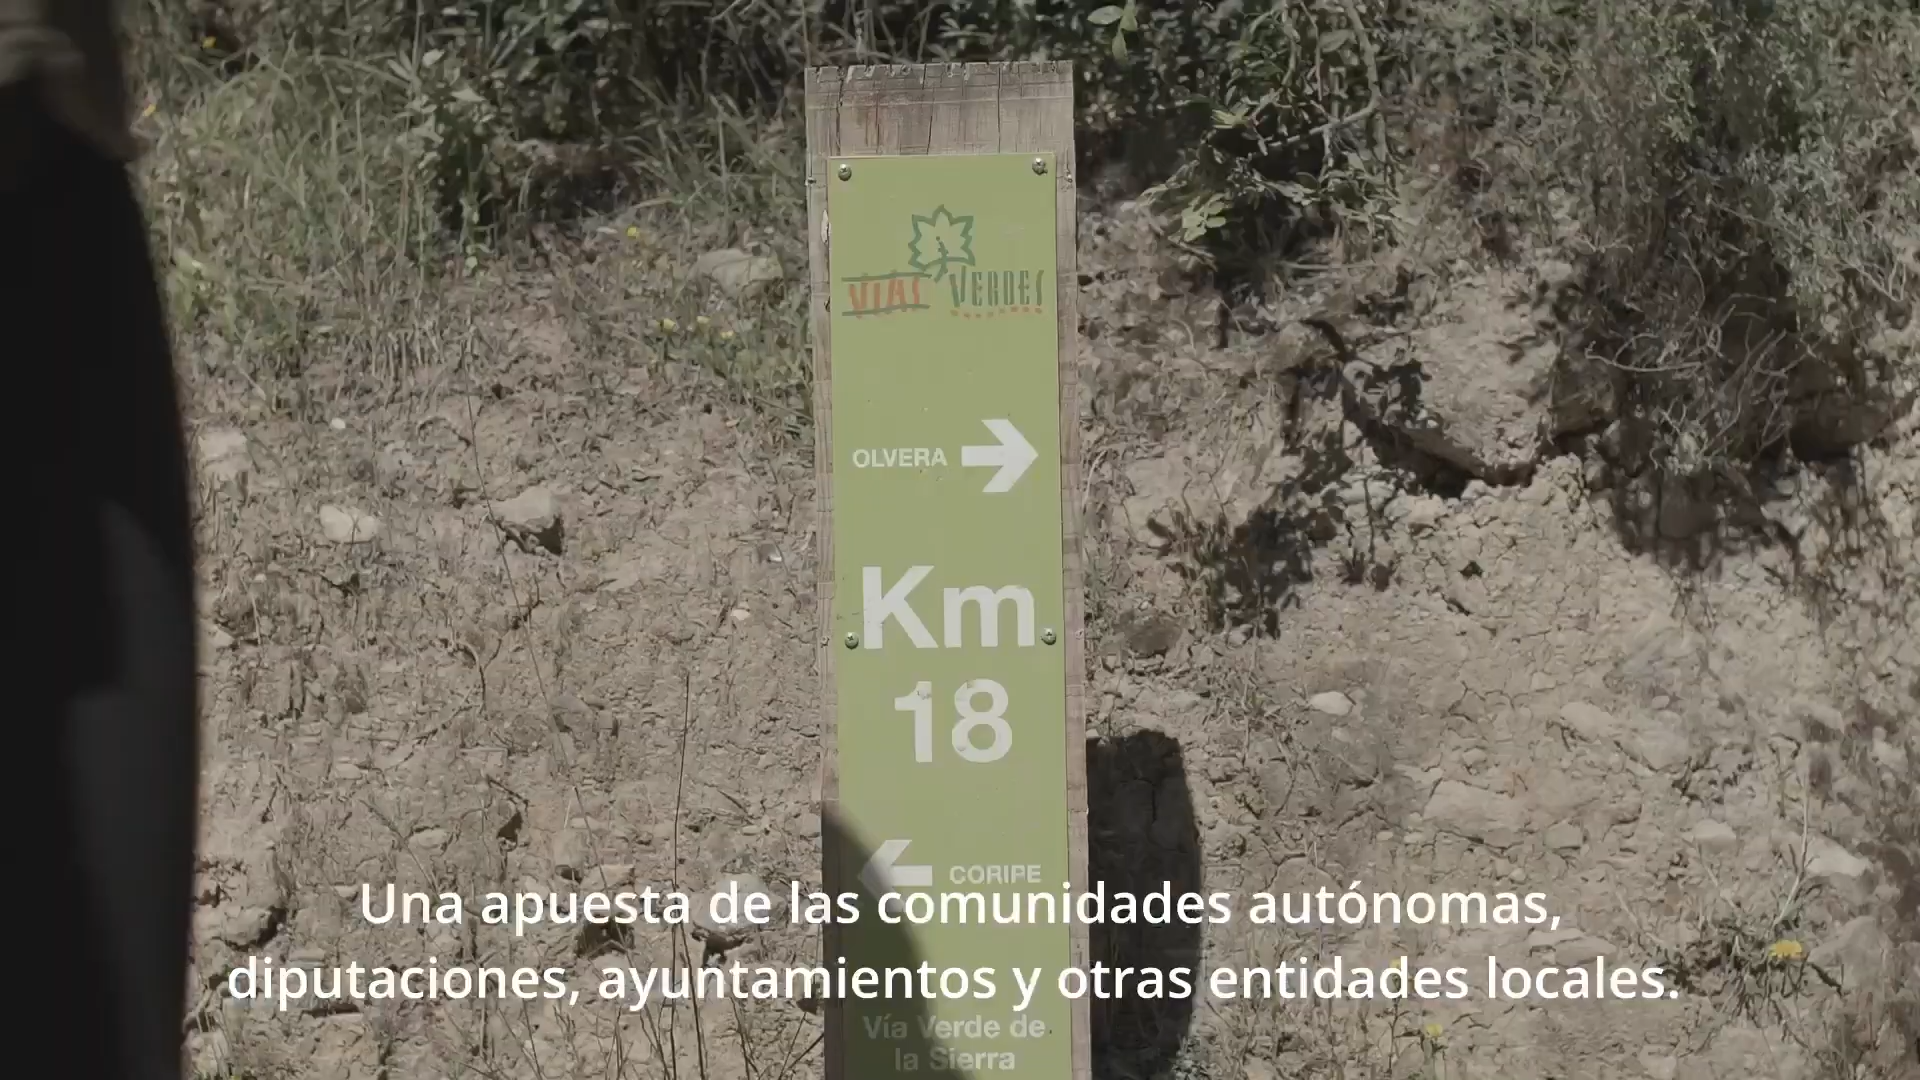 VIAS VERDES
OLVERA
Km
18
CORIPE
Una apuesta de las comunidades autónomas,
diputaciones, ayuntamientos y otras entidades locales.
Vía Verde de
la Sierra